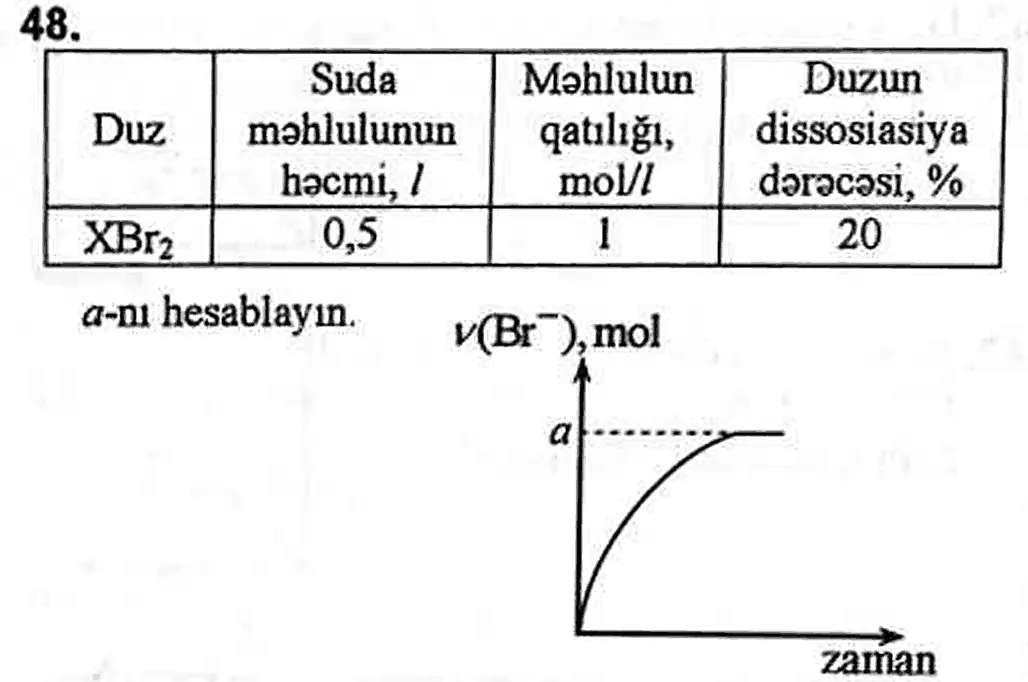 48.
Duz
Suda məhlulunun həcmi, l
Məhlulun qatılığı, mol/l
Duzun dissosiasiya dərəcəsi, %
XBr₂ 0,5 1 20
a-nı hesablayın.
ν(Br⁻), mol
a
zaman